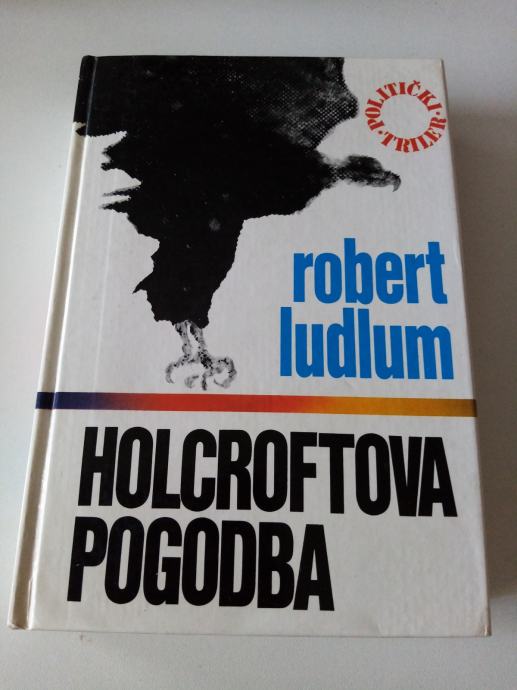 ·POLITIČKI·
TRILER
robert
ludlum
HOLCROFTOVA
POGODBA